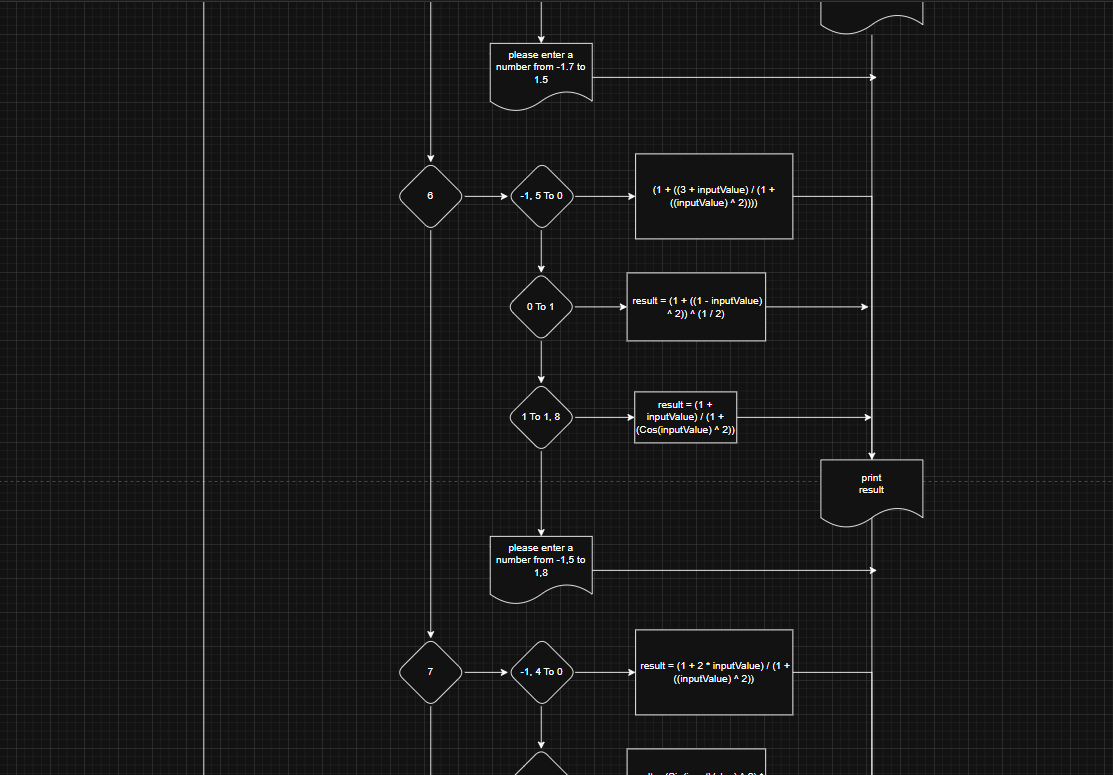 please enter a
number from -1.7 to
1.5
6
-1, 5 To 0
(1 + ((3 + inputValue) / (1 +
((inputValue) ^ 2))))
0 To 1
result = (1 + ((1 - inputValue)
^ 2)) ^ (1 / 2)
1 To 1, 8
result = (1 +
inputValue) / (1 +
(Cos(inputValue) ^ 2))
print
result
please enter a
number from -1,5 to
1,8
7
-1, 4 To 0
result = (1 + 2 * inputValue) / (1 +
((inputValue) ^ 2))